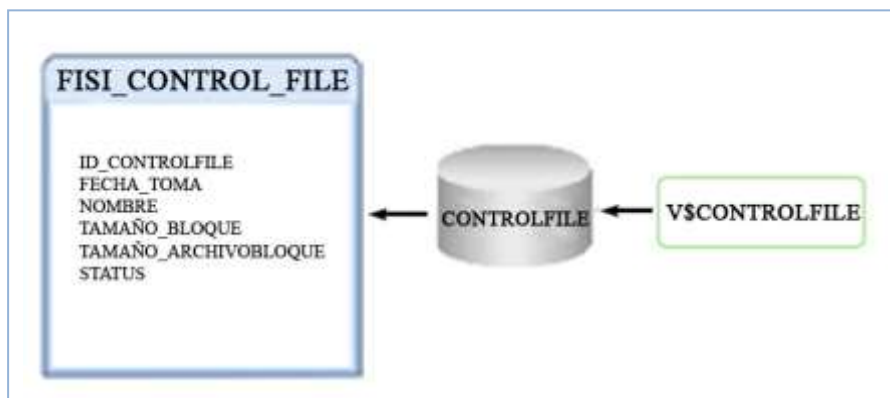 FISI_CONTROL_FILE
ID_CONTROLFILE
FECHA_TOMA
NOMBRE
TAMAÑO_BLOQUE
TAMAÑO_ARCHIVOBLOQUE
STATUS
CONTROLFILE
V$CONTROLFILE